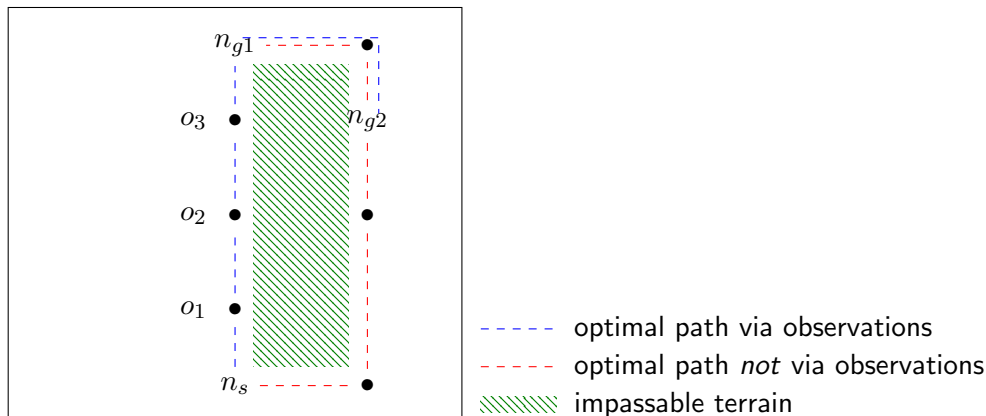 n_{g1}
o_3
n_{g2}
o_2
o_1
n_s
optimal path via observations
optimal path not via observations
impassable terrain